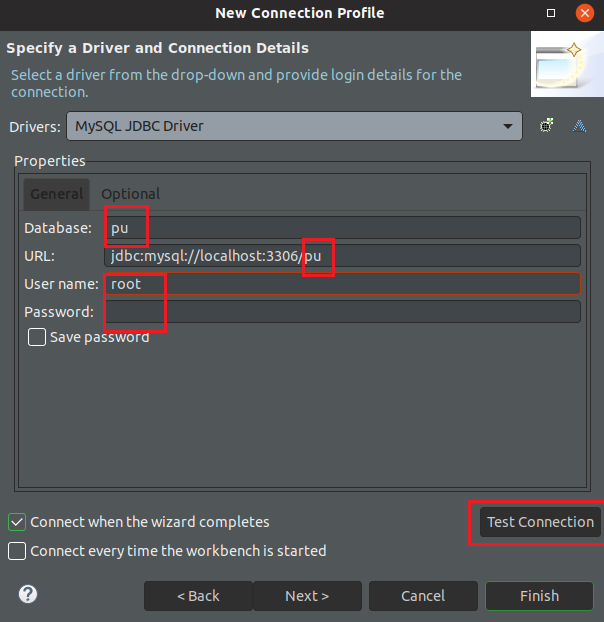 New Connection Profile
Specify a Driver and Connection Details
Select a driver from the drop-down and provide login details for the
connection.
Drivers: MySQL JDBC Driver
Properties
General Optional
Database: pu
URL: jdbc:mysql://localhost:3306/pu
User name: root
Password:
Save password
Test Connection
Connect when the wizard completes
Connect every time the workbench is started
? < Back Next > Cancel Finish